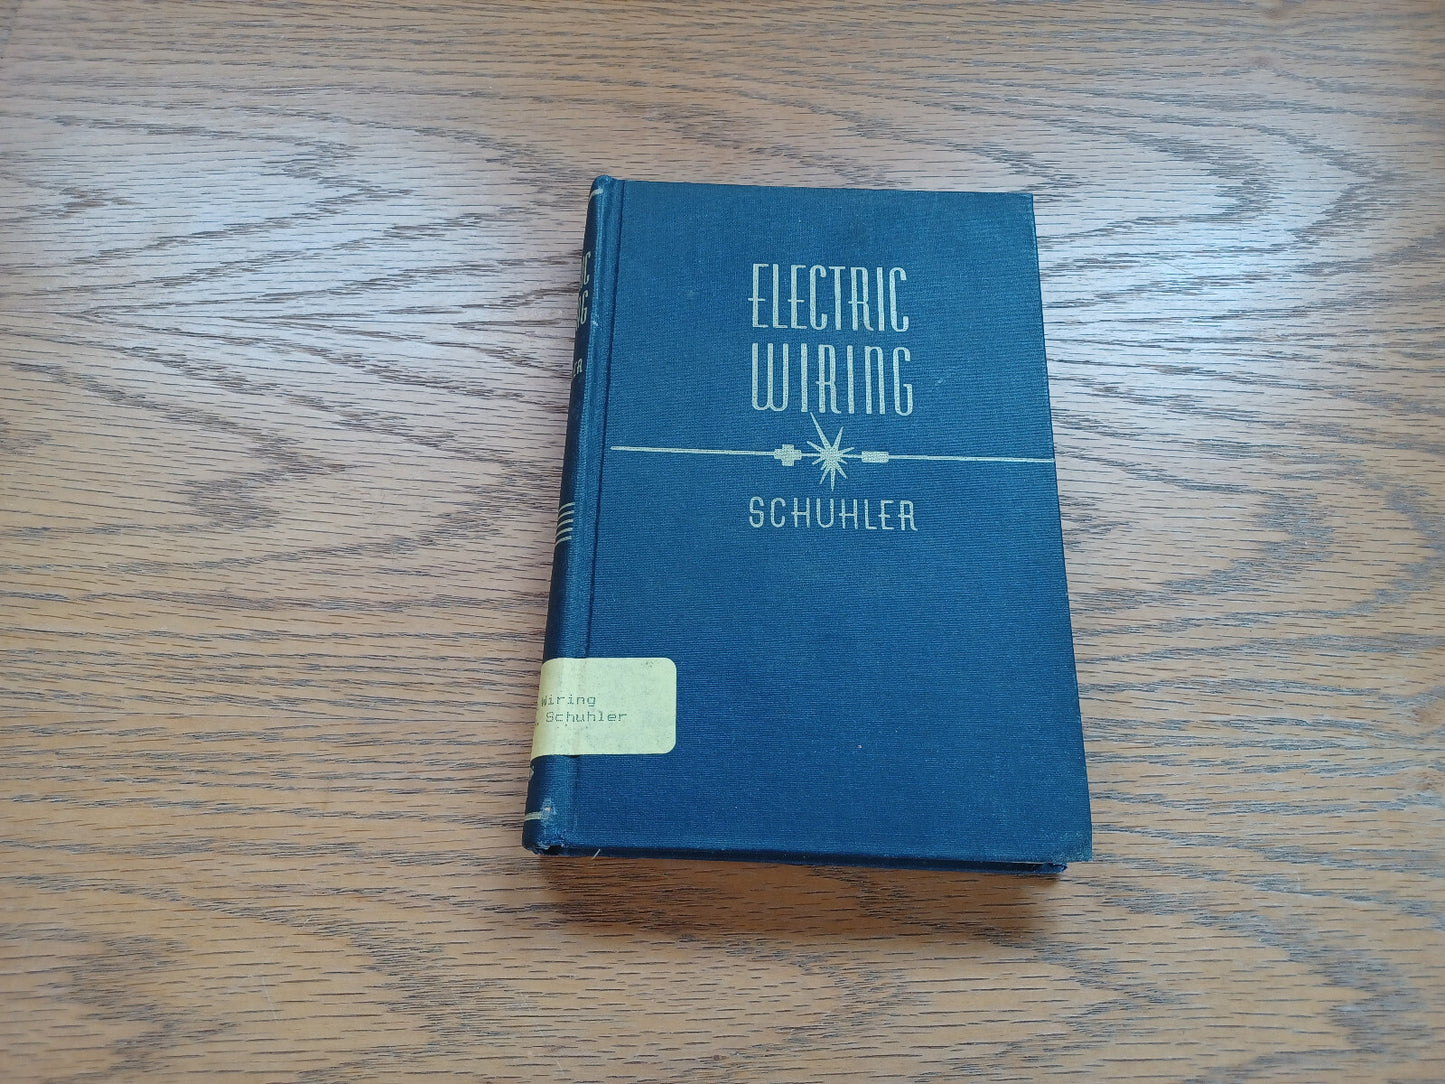 ELECTRIC
WIRING
SCHUHLER
Wiring
. Schuhler